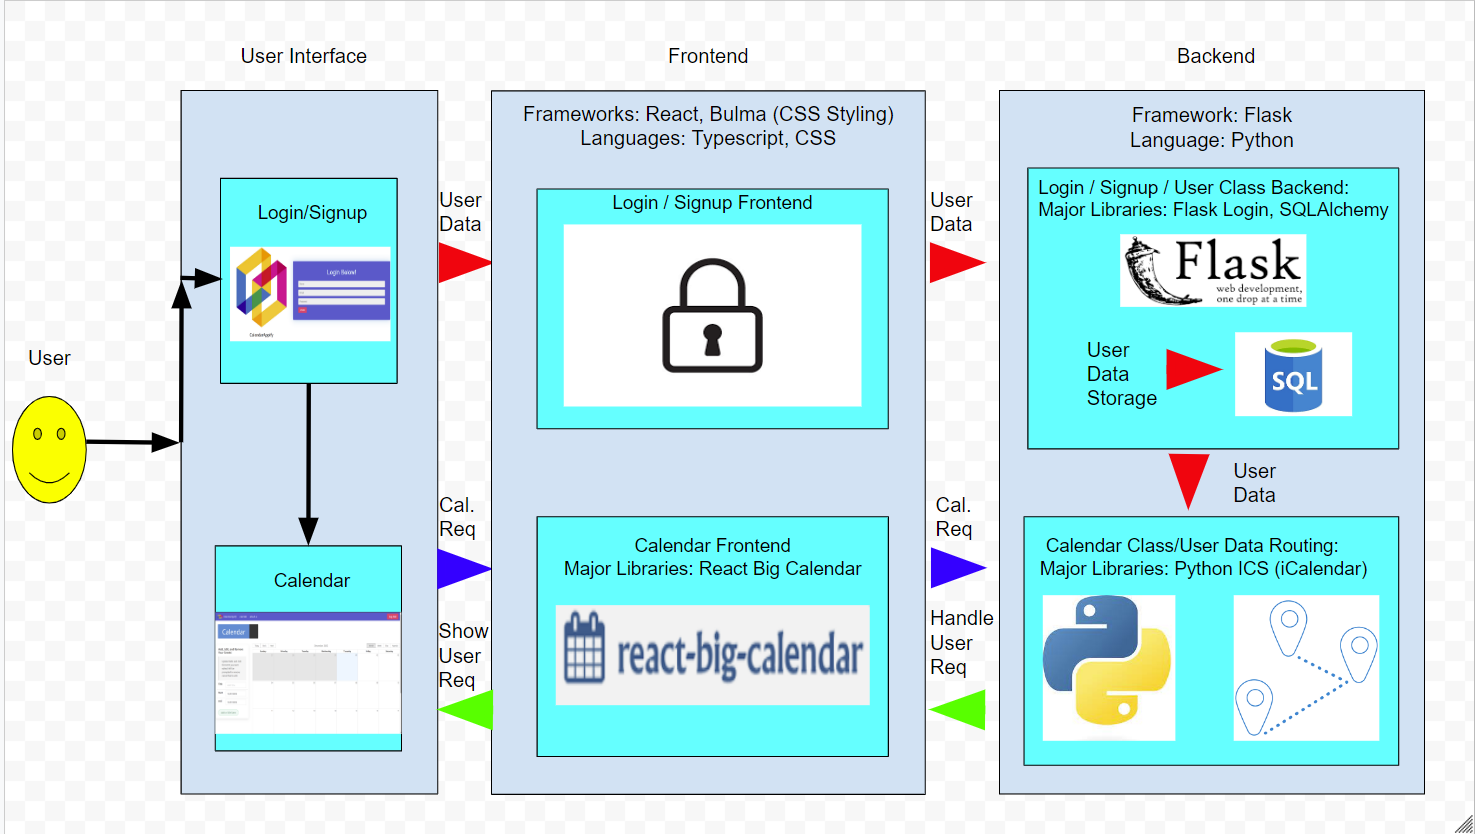 User Interface
Frontend
Backend
Frameworks: React, Bulma (CSS Styling)
Languages: Typescript, CSS
Framework: Flask
Language: Python
User
Login/Signup
Login Below!
User
Data
Login / Signup Frontend
User
Data
Login / Signup / User Class Backend:
Major Libraries: Flask Login, SQLAlchemy
Flask
web development,
one drop at a time
User
Data
Storage
SQL
User
Data
Calendar
Calendar
Cal.
Req
Show
User
Req
Calendar Frontend
Major Libraries: React Big Calendar
react-big-calendar
Cal.
Req
Handle
User
Req
Calendar Class/User Data Routing:
Major Libraries: Python ICS (iCalendar)